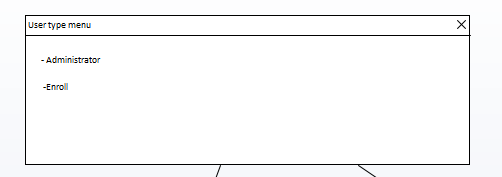 User type menu
- Administrator
-Enroll